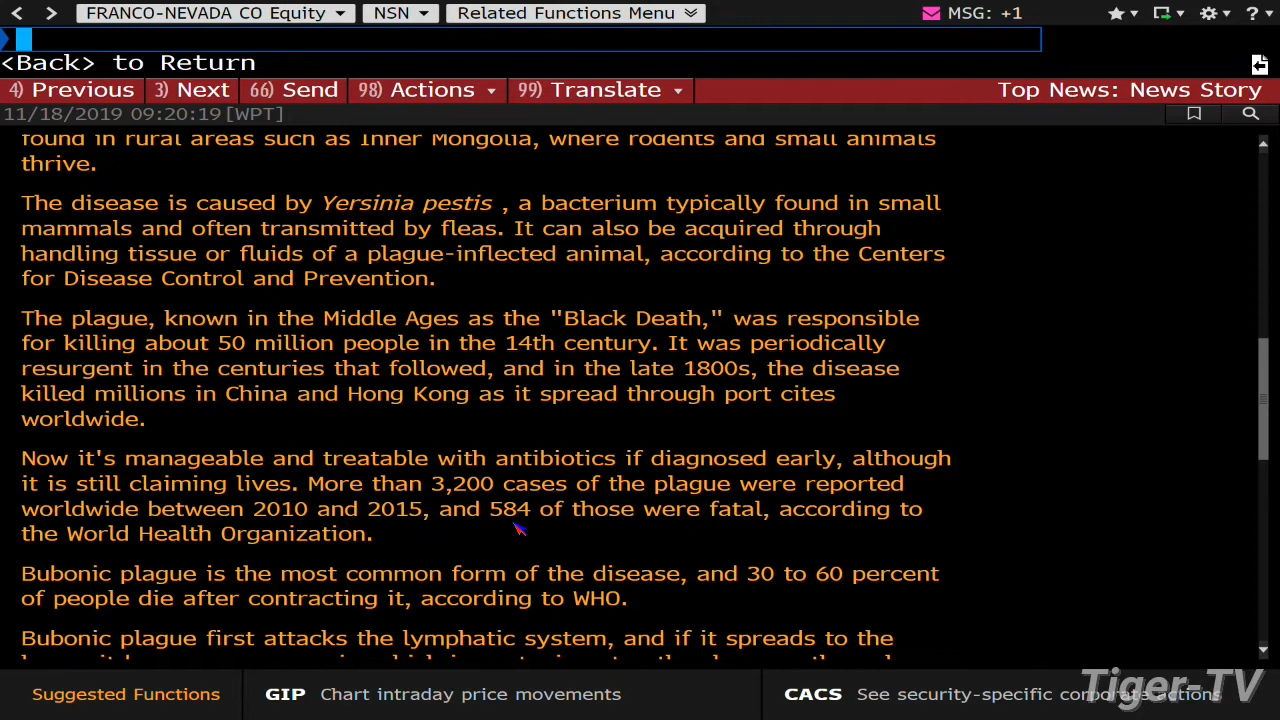 FRANCO-NEVADA CO Equity NSN Related Functions Menu MSG: +1
<Back> to Return
4) Previous 3) Next 66) Send 98) Actions 99) Translate Top News: News Story
11/18/2019 09:20:19[WPT]
found in rural areas such as Inner Mongolia, where rodents and small animals
thrive.
The disease is caused by Yersinia pestis , a bacterium typically found in small
mammals and often transmitted by fleas. It can also be acquired through
handling tissue or fluids of a plague-inflected animal, according to the Centers
for Disease Control and Prevention.
The plague, known in the Middle Ages as the "Black Death," was responsible
for killing about 50 million people in the 14th century. It was periodically
resurgent in the centuries that followed, and in the late 1800s, the disease
killed millions in China and Hong Kong as it spread through port cites
worldwide.
Now it's manageable and treatable with antibiotics if diagnosed early, although
it is still claiming lives. More than 3,200 cases of the plague were reported
worldwide between 2010 and 2015, and 584 of those were fatal, according to
the World Health Organization.
Bubonic plague is the most common form of the disease, and 30 to 60 percent
of people die after contracting it, according to WHO.
Bubonic plague first attacks the lymphatic system, and if it spreads to the
Suggested Functions GIP Chart intraday price movements CACS See security-specific corporate actions
Tiger-TV